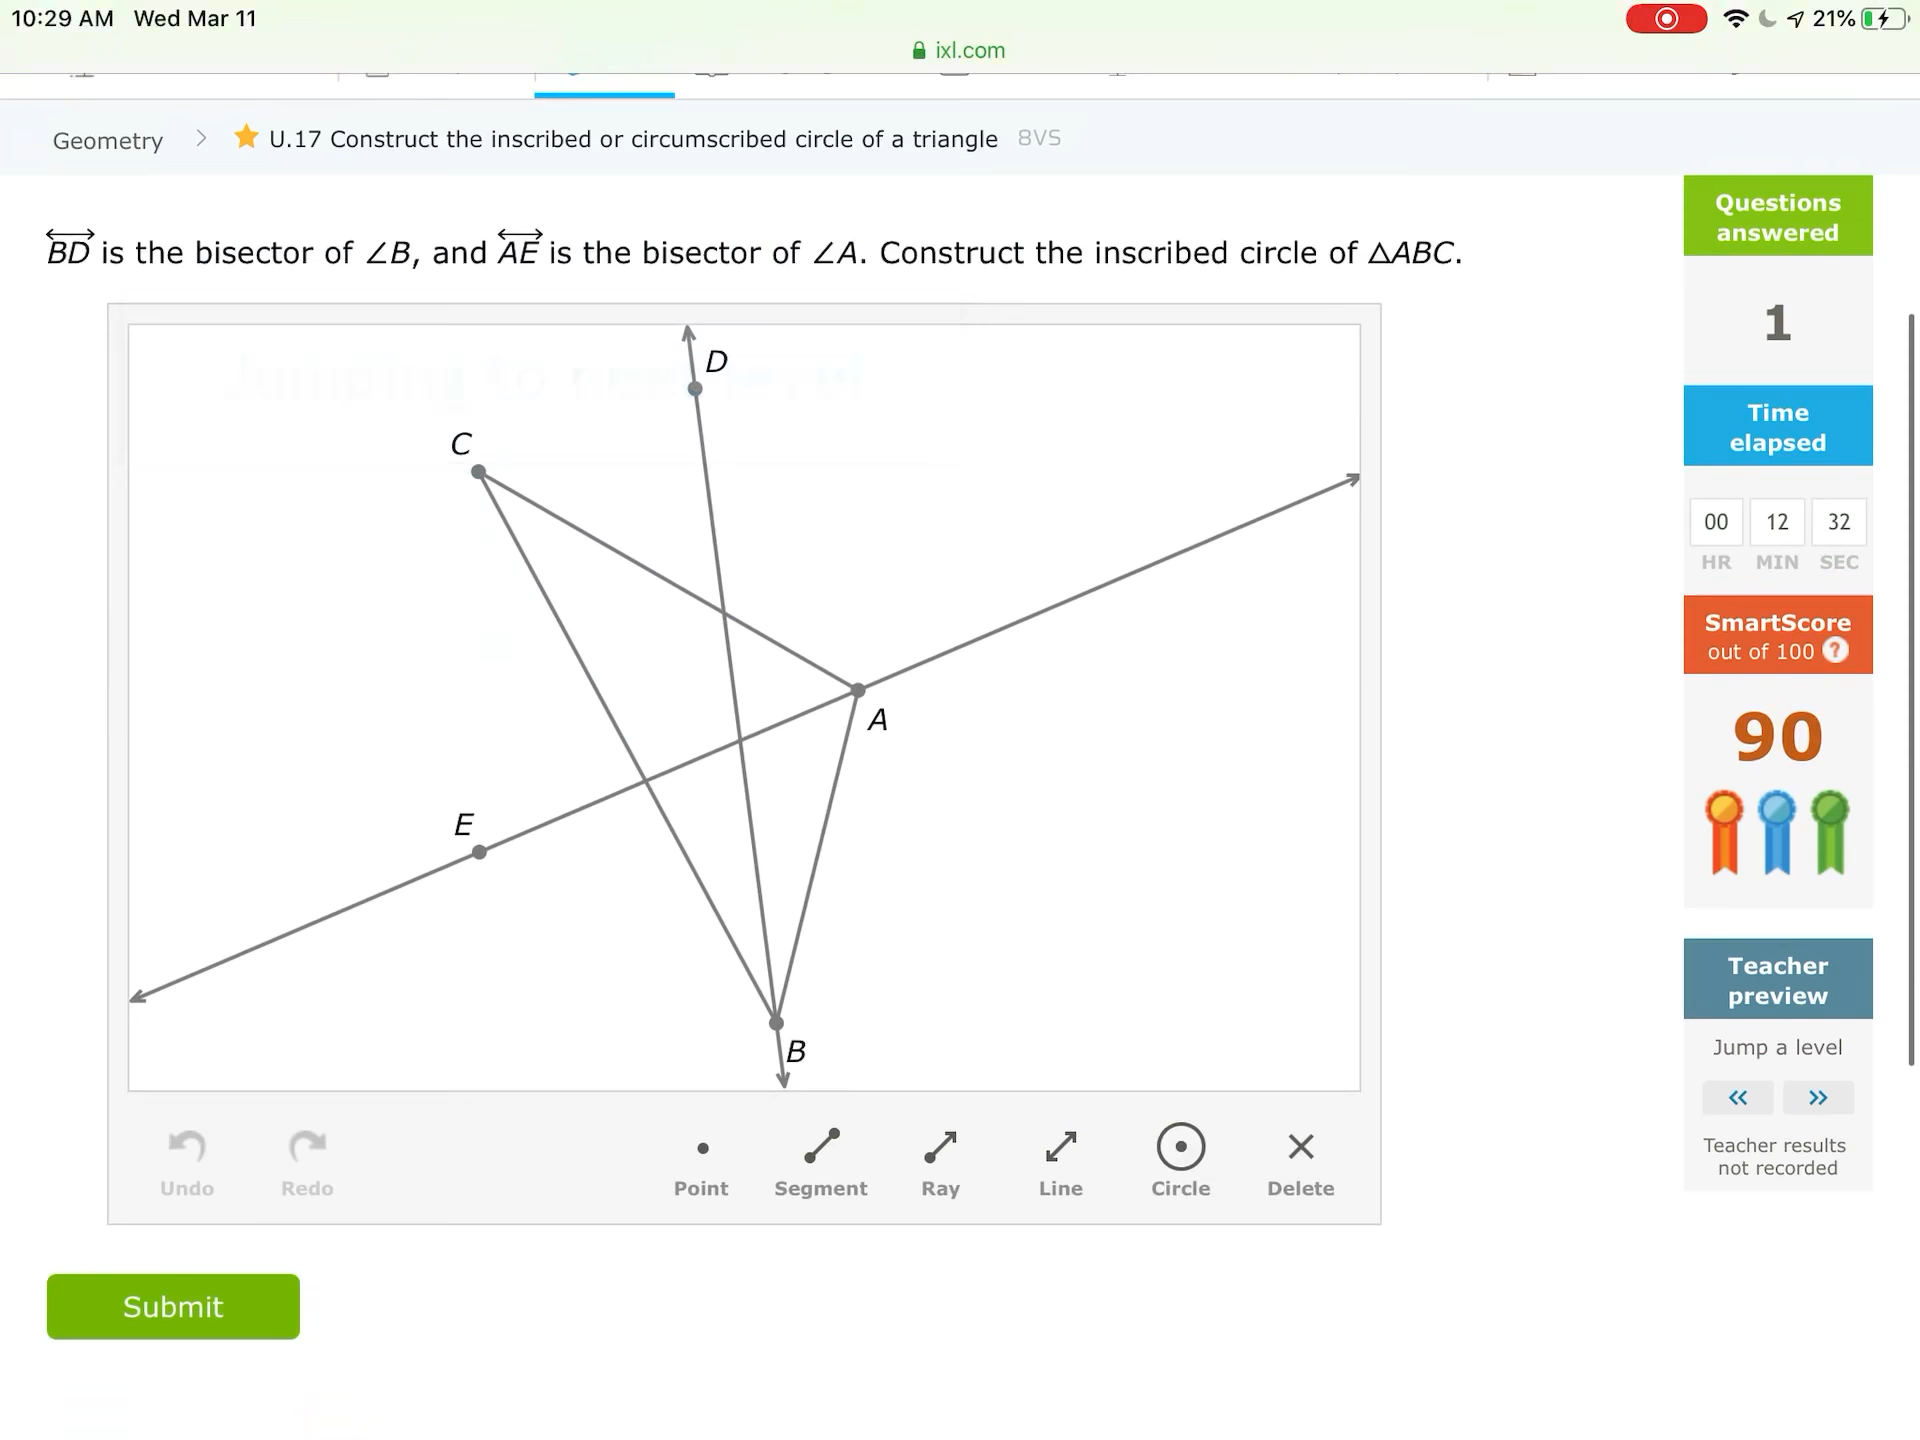 10:29 AM Wed Mar 11
21%
ixl.com
Geometry > U.17 Construct the inscribed or circumscribed circle of a triangle 8VS
BD is the bisector of ∠B, and AE is the bisector of ∠A. Construct the inscribed circle of △ABC.
D
C
A
E
B
Undo
Redo
Point
Segment
Ray
Line
Circle
Delete
Submit
Questions
answered
1
Time
elapsed
00 12 32
HR MIN SEC
SmartScore
out of 100 ?
90
Teacher
preview
Jump a level
<< >>
Teacher results
not recorded